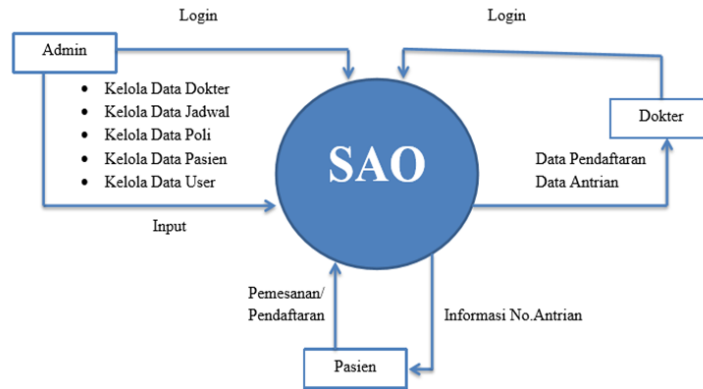 Login
Login
Admin
• Kelola Data Dokter
• Kelola Data Jadwal
• Kelola Data Poli
• Kelola Data Pasien
• Kelola Data User
Input
SAO
Dokter
Data Pendaftaran
Data Antrian
Pemesanan/
Pendaftaran
Informasi No.Antrian
Pasien